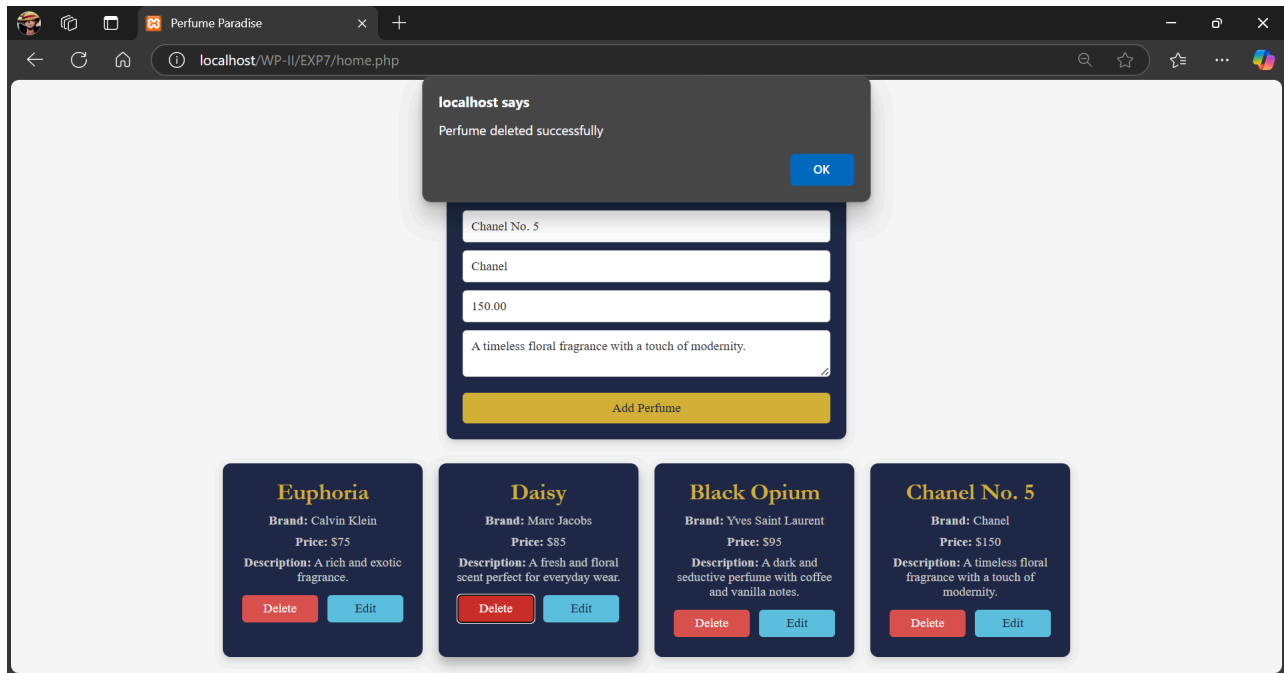 Perfume Paradise
localhost/WP-II/EXP7/home.php
localhost says
Perfume deleted successfully
OK
Chanel No. 5
Chanel
150.00
A timeless floral fragrance with a touch of modernity.
Add Perfume
Euphoria
Brand: Calvin Klein
Price: $75
Description: A rich and exotic
fragrance.
Delete Edit
Daisy
Brand: Marc Jacobs
Price: $85
Description: A fresh and floral
scent perfect for everyday wear.
Delete Edit
Black Opium
Brand: Yves Saint Laurent
Price: $95
Description: A dark and
seductive perfume with coffee
and vanilla notes.
Delete Edit
Chanel No. 5
Brand: Chanel
Price: $150
Description: A timeless floral
fragrance with a touch of
modernity.
Delete Edit